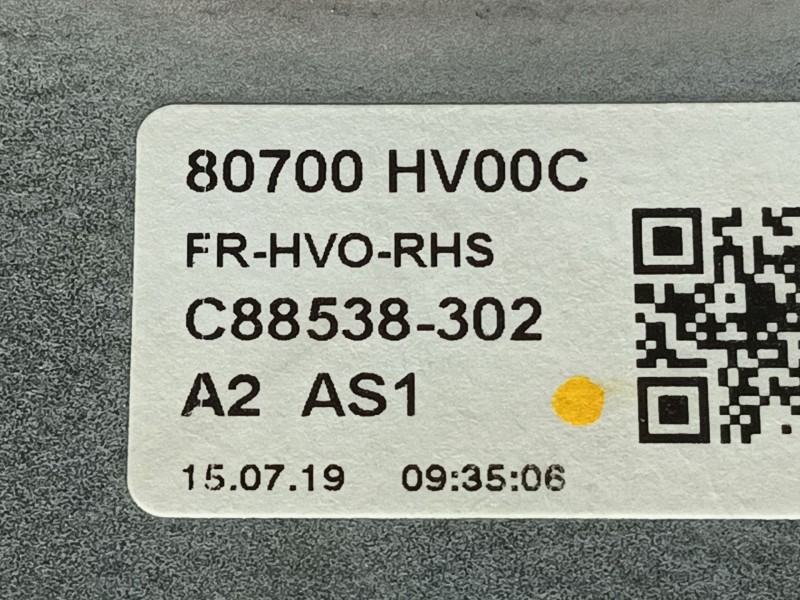 80700 HV00C
FR-HVO-RHS
C88538-302
A2 AS1
15.07.19 09:35:06